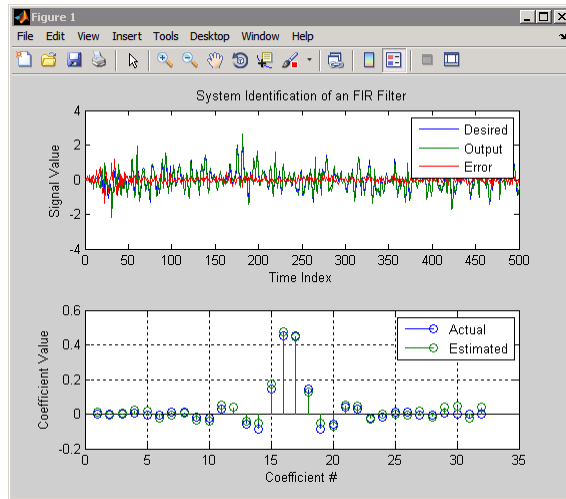 Figure 1
File Edit View Insert Tools Desktop Window Help
System Identification of an FIR Filter
Signal Value
4
2
0
-2
-4
Desired
Output
Error
0 50 100 150 200 250 300 350 400 450 500
Time Index
Coefficient Value
0.6
0.4
0.2
0
-0.2
Actual
Estimated
0 5 10 15 20 25 30 35
Coefficient #